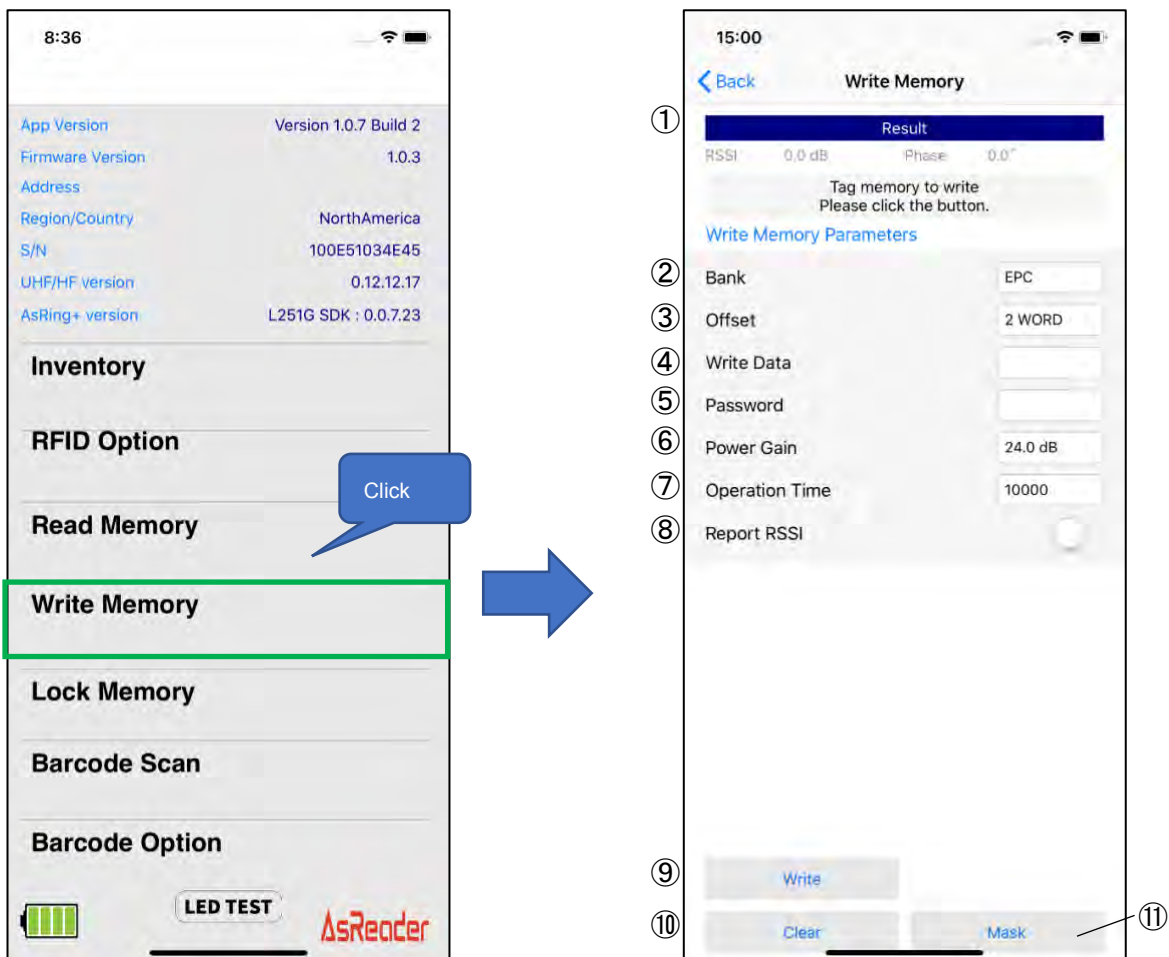 8:36
App Version Version 1.0.7 Build 2
Firmware Version 1.0.3
Address
Region/Country NorthAmerica
S/N 100E51034E45
UHF/HF version 0.12.12.17
AsRing+ version L251G SDK : 0.0.7.23
Inventory
RFID Option
Click
Read Memory
Write Memory
Lock Memory
Barcode Scan
Barcode Option
LED TEST
AsReader
15:00
Back Write Memory
① Result
RSSI 0.0 dB Phase 0.0˚
Tag memory to write
Please click the button.
Write Memory Parameters
② Bank EPC
③ Offset 2 WORD
④ Write Data
⑤ Password
⑥ Power Gain 24.0 dB
⑦ Operation Time 10000
⑧ Report RSSI
⑨ Write
⑩ Clear Mask ⑪